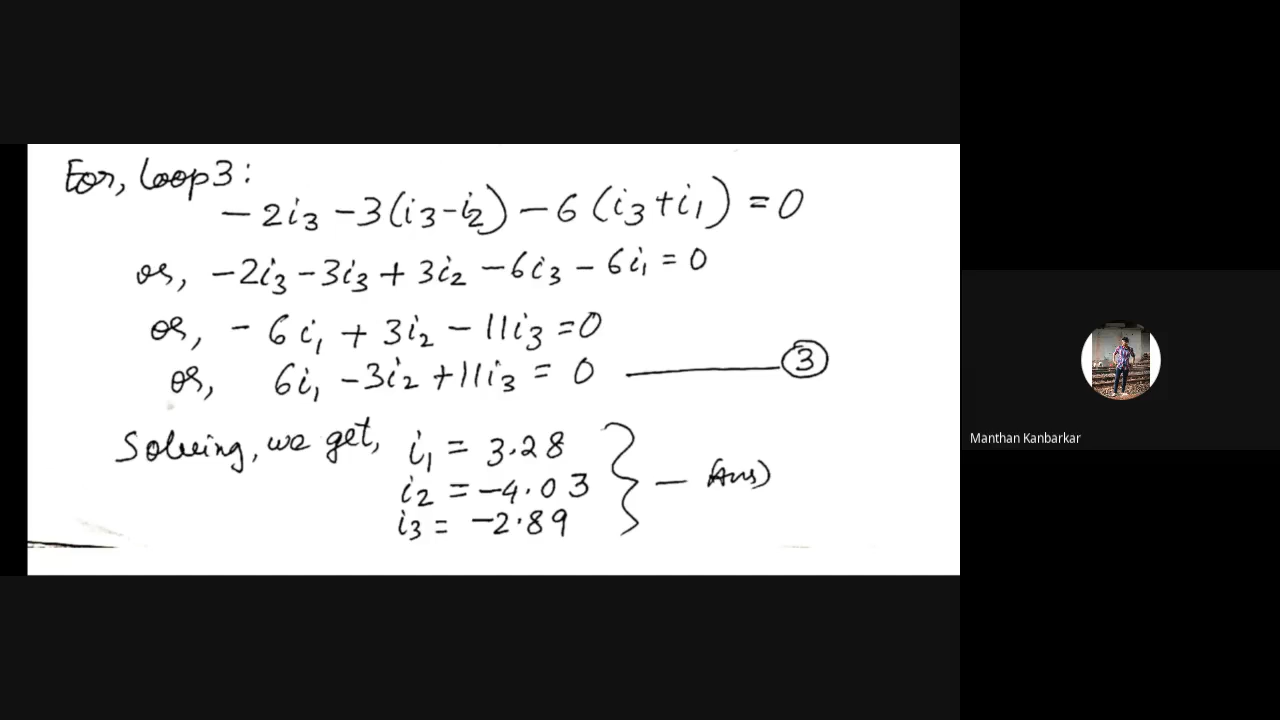 For, loop 3:
-2i₃ -3(i₃-i₂) -6(i₃+i₁) = 0
or, -2i₃ -3i₃ + 3i₂ -6i₃ - 6i₁ = 0
or, - 6i₁ + 3i₂ - 11i₃ = 0
or, 6i₁ -3i₂ +11i₃ = 0 ——— ③
Solving, we get, i₁ = 3.28
i₂ = -4.03
i₃ = -2.89
} — (Ans)
Manthan Kanbarkar